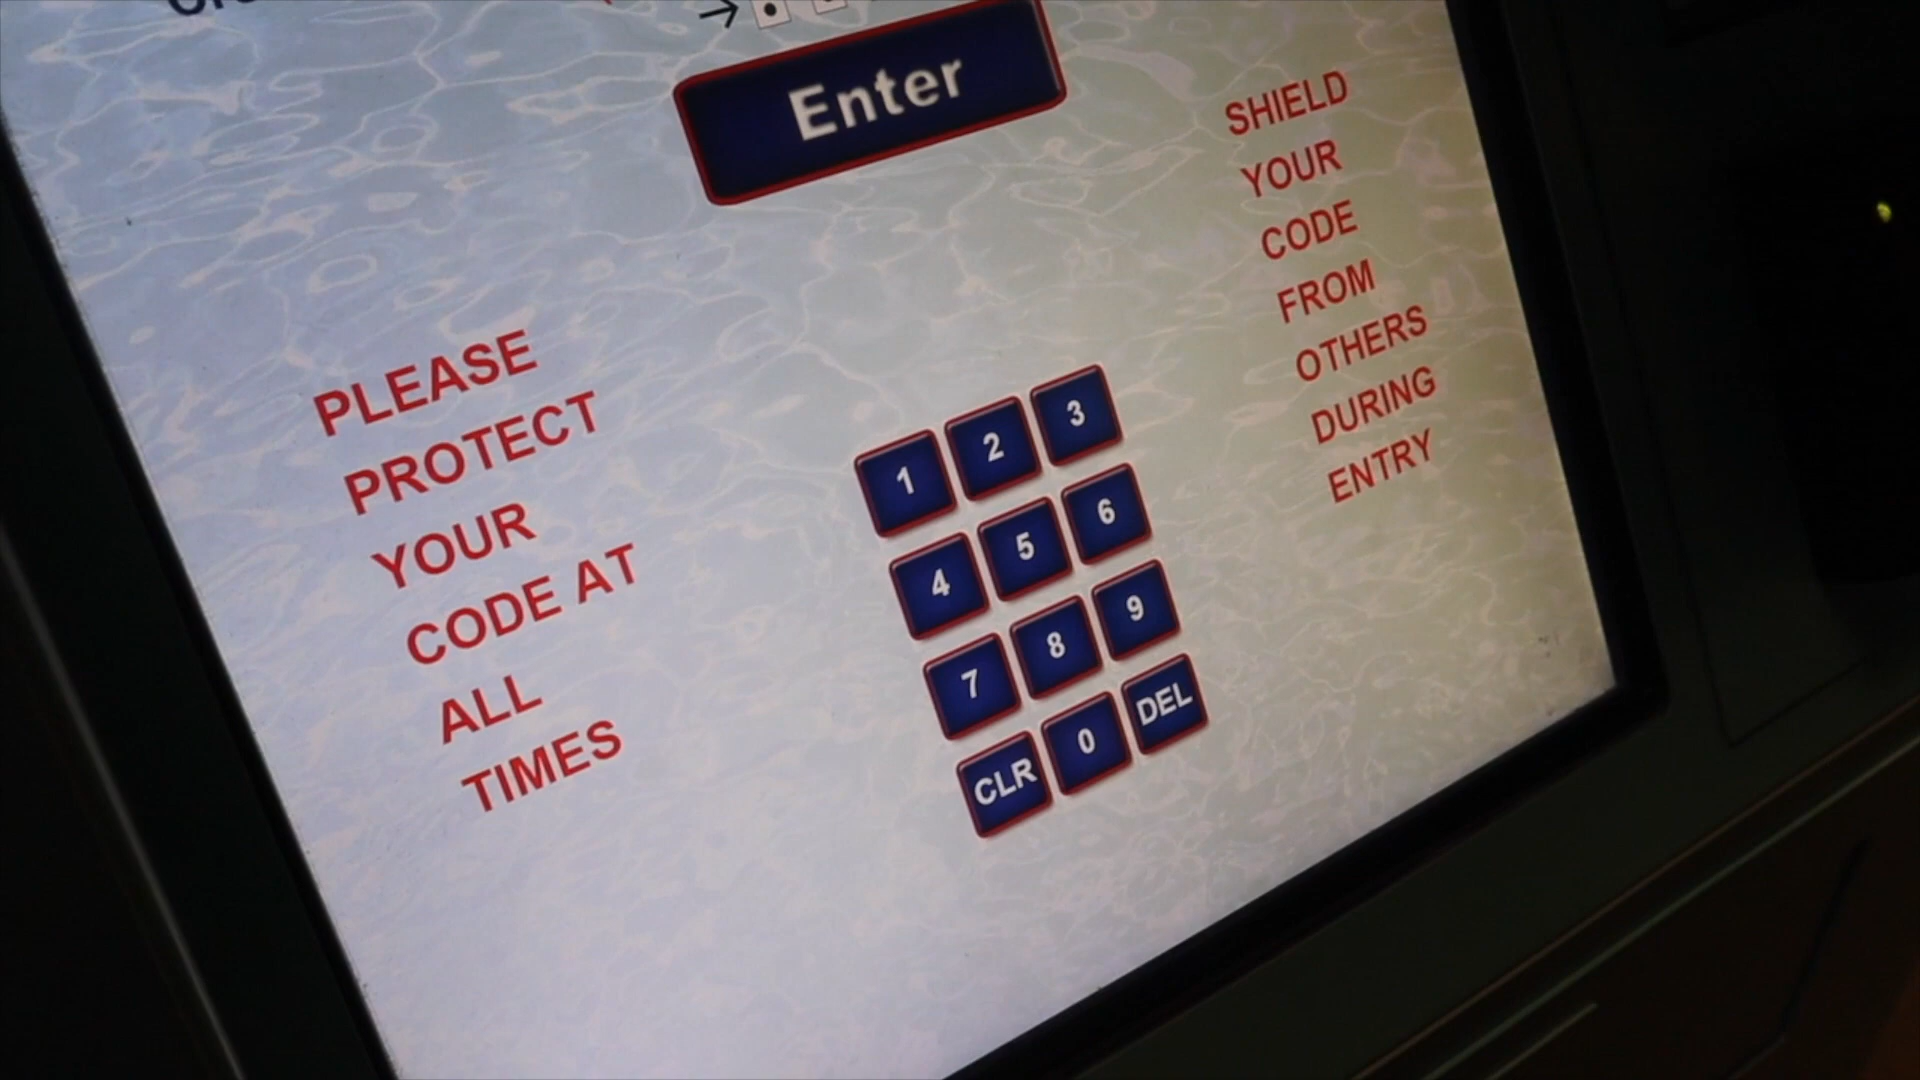 Enter
PLEASE
PROTECT
YOUR
CODE AT
ALL
TIMES
SHIELD
YOUR
CODE
FROM
OTHERS
DURING
ENTRY
1 2 3
4 5 6
7 8 9
CLR 0 DEL